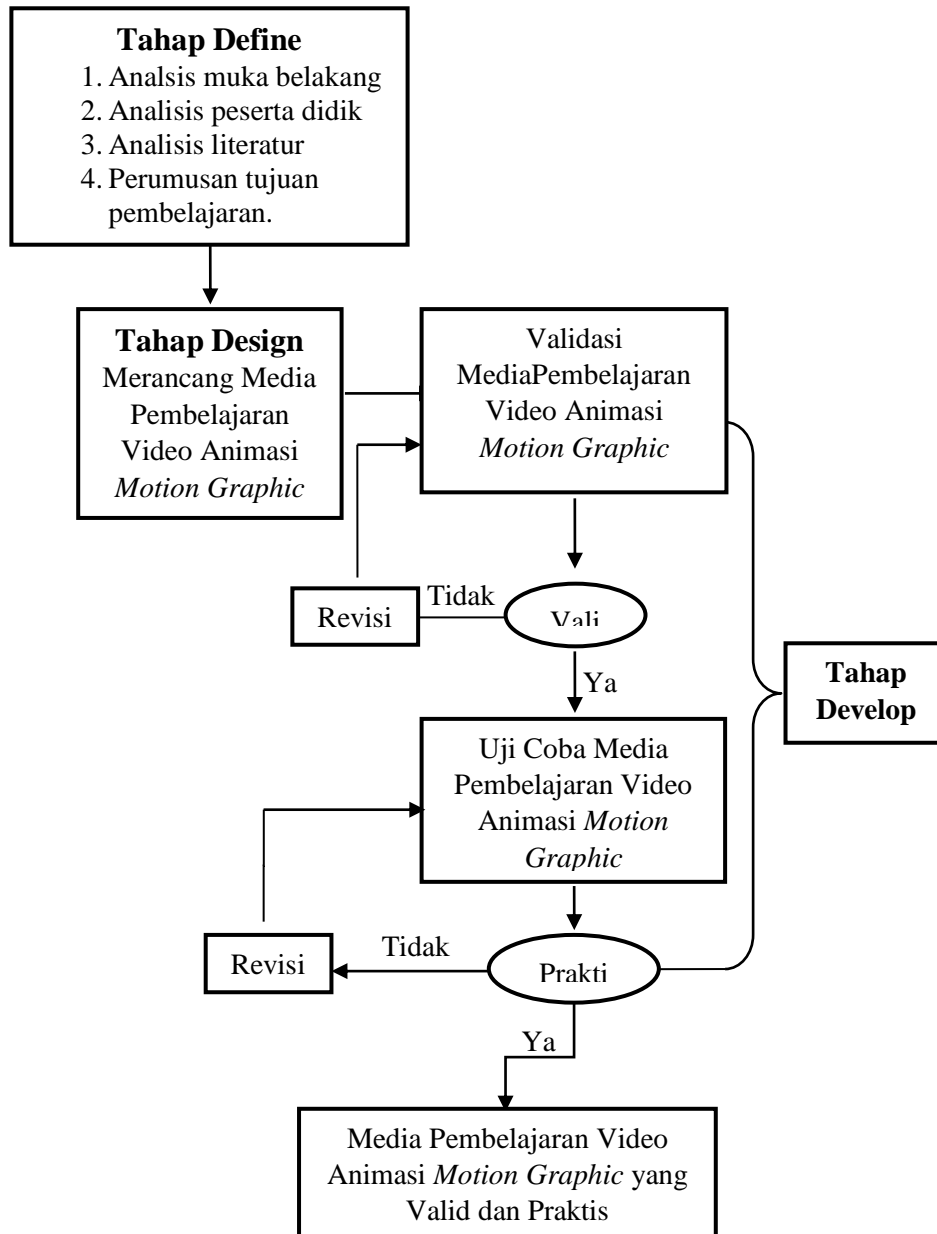 Tahap Define
1. Analsis muka belakang
2. Analisis peserta didik
3. Analisis literatur
4. Perumusan tujuan
pembelajaran.
Tahap Design
Merancang Media
Pembelajaran
Video Animasi
Motion Graphic
Validasi
MediaPembelajaran
Video Animasi
Motion Graphic
Revisi
Tidak
Vali
Ya
Tahap
Develop
Uji Coba Media
Pembelajaran Video
Animasi Motion
Graphic
Revisi
Tidak
Prakti
Ya
Media Pembelajaran Video
Animasi Motion Graphic yang
Valid dan Praktis